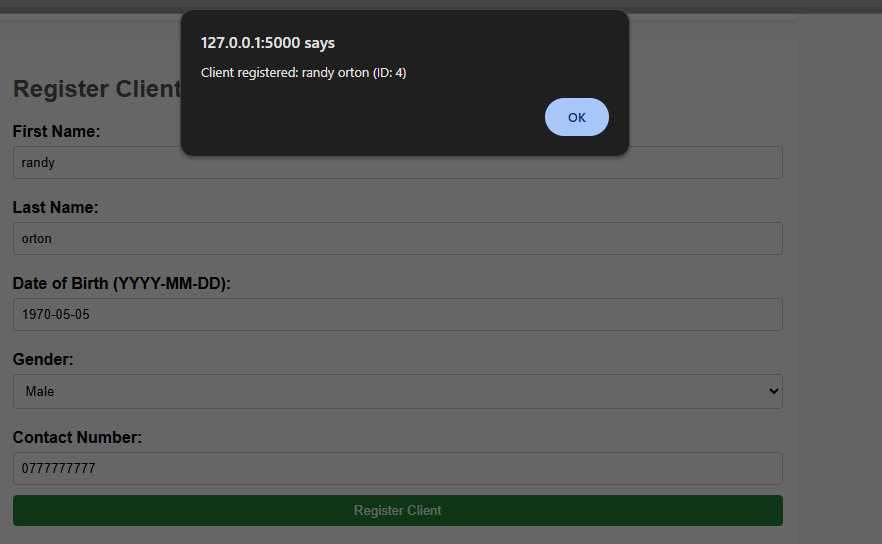 127.0.0.1:5000 says
Client registered: randy orton (ID: 4)
OK
Register Client
First Name:
randy
Last Name:
orton
Date of Birth (YYYY-MM-DD):
1970-05-05
Gender:
Male
Contact Number:
0777777777
Register Client